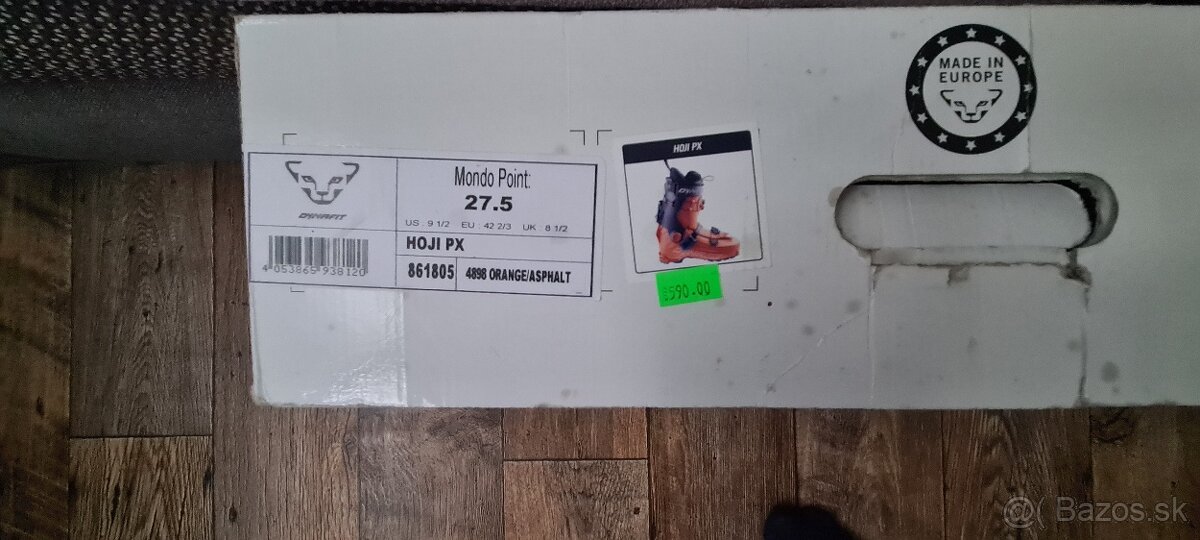 MADE IN
EUROPE
DYNAFIT
4 053865 938120
Mondo Point:
27.5
US : 9 1/2 EU : 42 2/3 UK : 8 1/2
HOJI PX
861805
4898 ORANGE/ASPHALT
HOJI PX
590.00
Bazos.sk